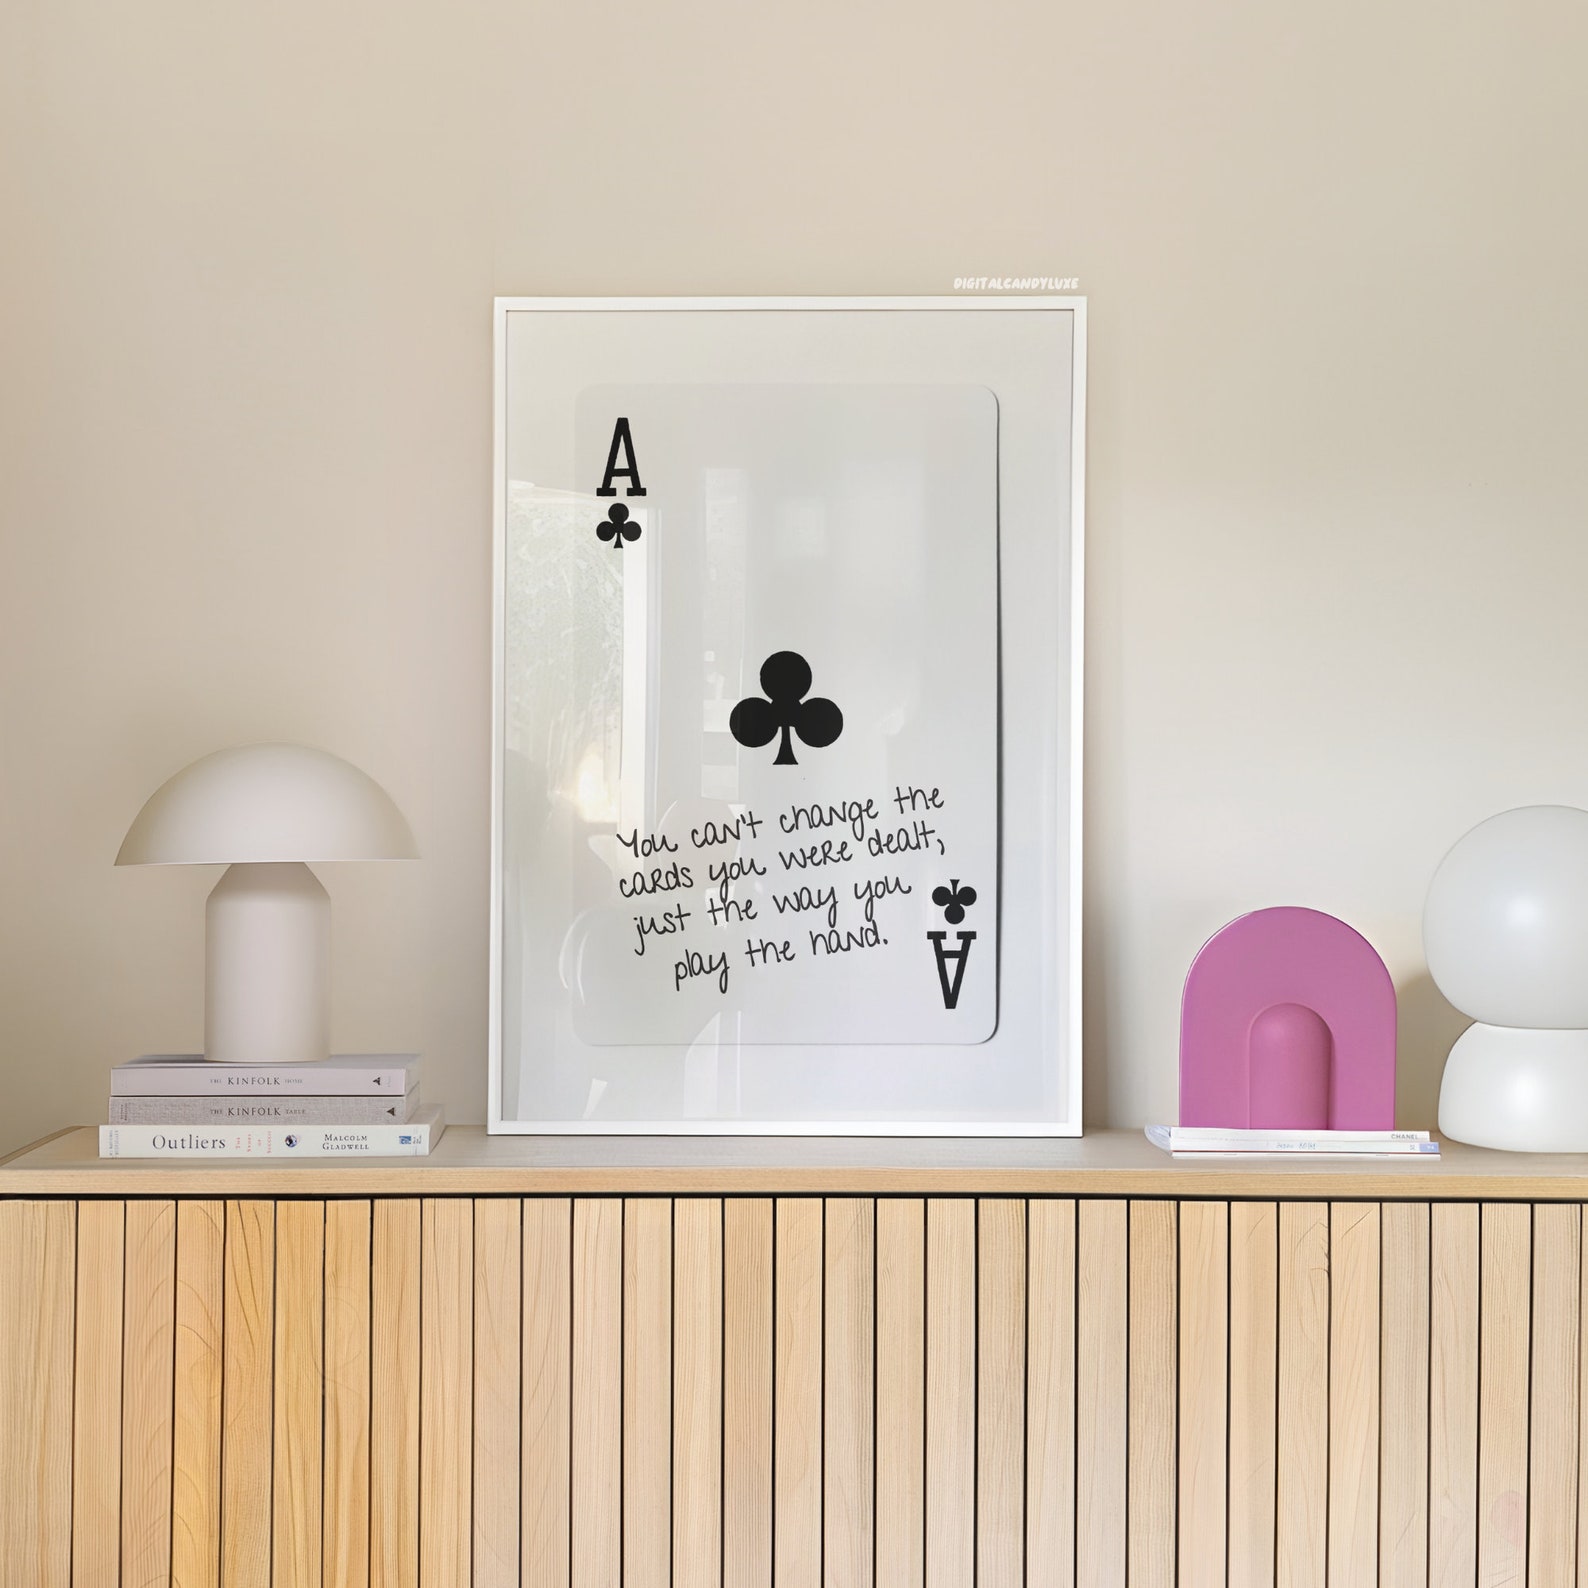 DIGITALCANDYLUXE
A
You can't change the
cards you were dealt,
just the way you
play the hand.
A
THE KINFOLK HOME
THE KINFOLK TABLE
Outliers
MALCOLM
GLADWELL
CHANEL